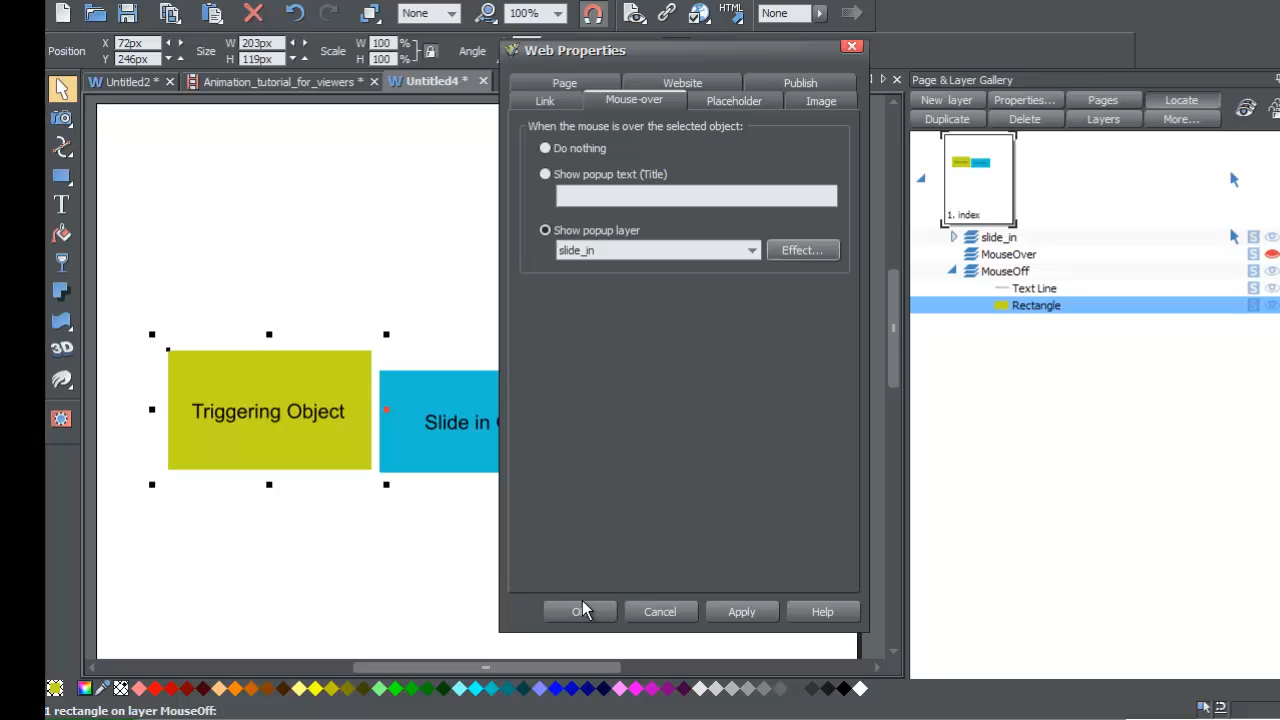 None
100%
HTML
None
Position
X 72px
Y 246px
Size
W 203px
H 119px
Scale
W 100 %
H 100 %
Angle
Untitled2 *
Animation_tutorial_for_viewers *
Untitled4 *
Web Properties
Page
Website
Publish
Link
Mouse-over
Placeholder
Image
When the mouse is over the selected object:
Do nothing
Show popup text (Title)
Show popup layer
slide_in
Effect...
Cancel
Apply
Help
Triggering Object
Slide in
Page & Layer Gallery
New layer
Properties...
Pages
Locate
Duplicate
Delete
Layers
More...
1. index
slide_in
MouseOver
MouseOff
Text Line
Rectangle
1 rectangle on layer MouseOff: